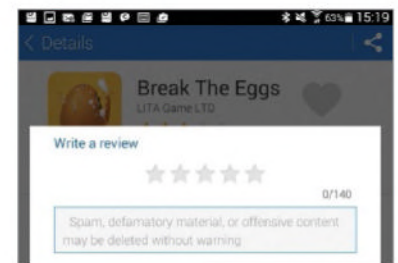 63% 15:19
< Details
Break The Eggs
LITA Game LTD
Write a review
0/140
Spam, defamatory material, or offensive content
may be deleted without warning